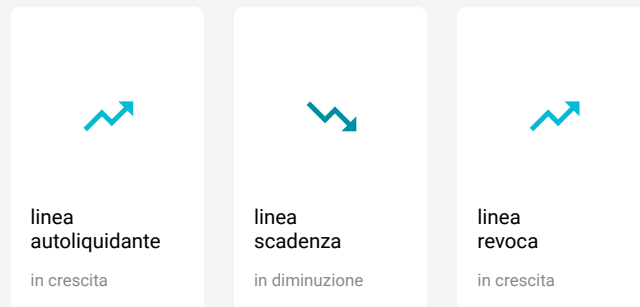 linea
autoliquidante
in crescita
linea
scadenza
in diminuzione
linea
revoca
in crescita